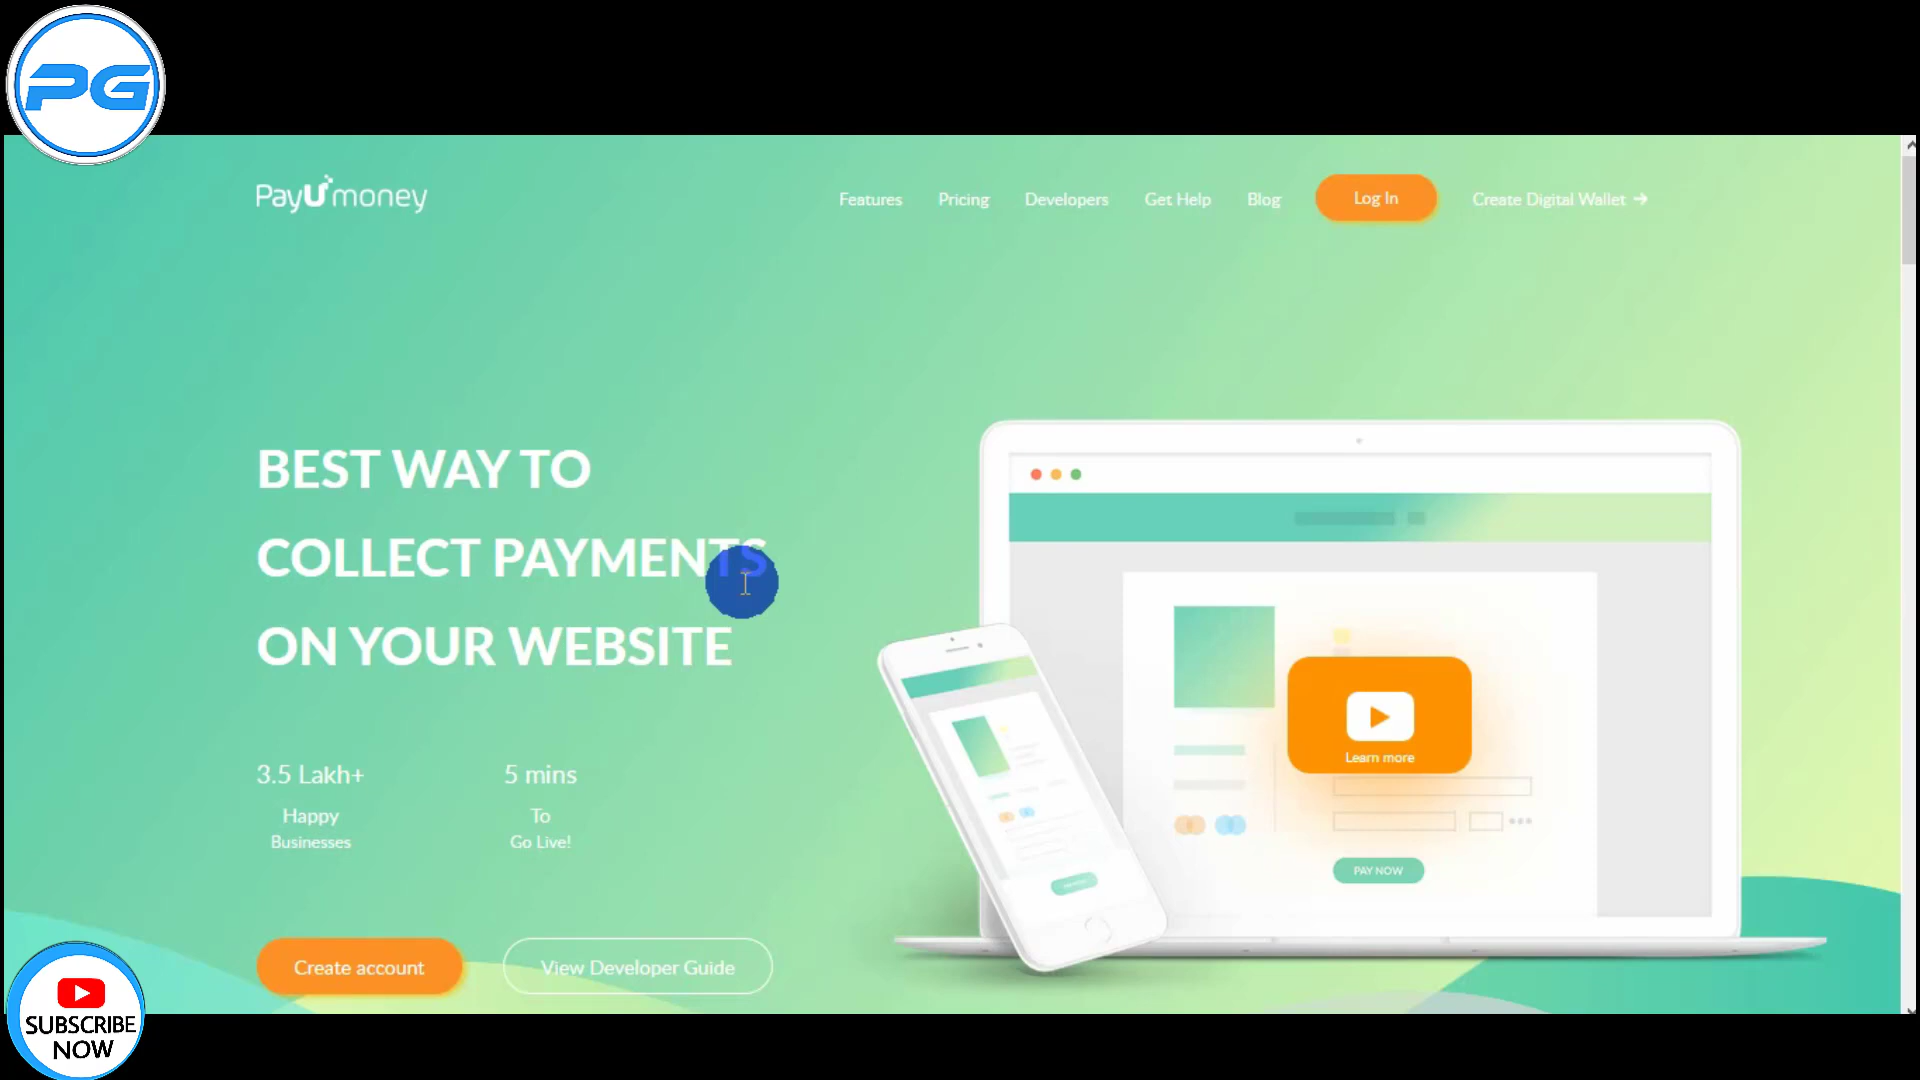 PG
PayUmoney
Features Pricing Developers Get Help Blog Log In Create Digital Wallet →
BEST WAY TO
COLLECT PAYMENTS
ON YOUR WEBSITE
3.5 Lakh+
Happy
Businesses
5 mins
To
Go Live!
Learn more
PAY NOW
Create account
View Developer Guide
SUBSCRIBE
NOW